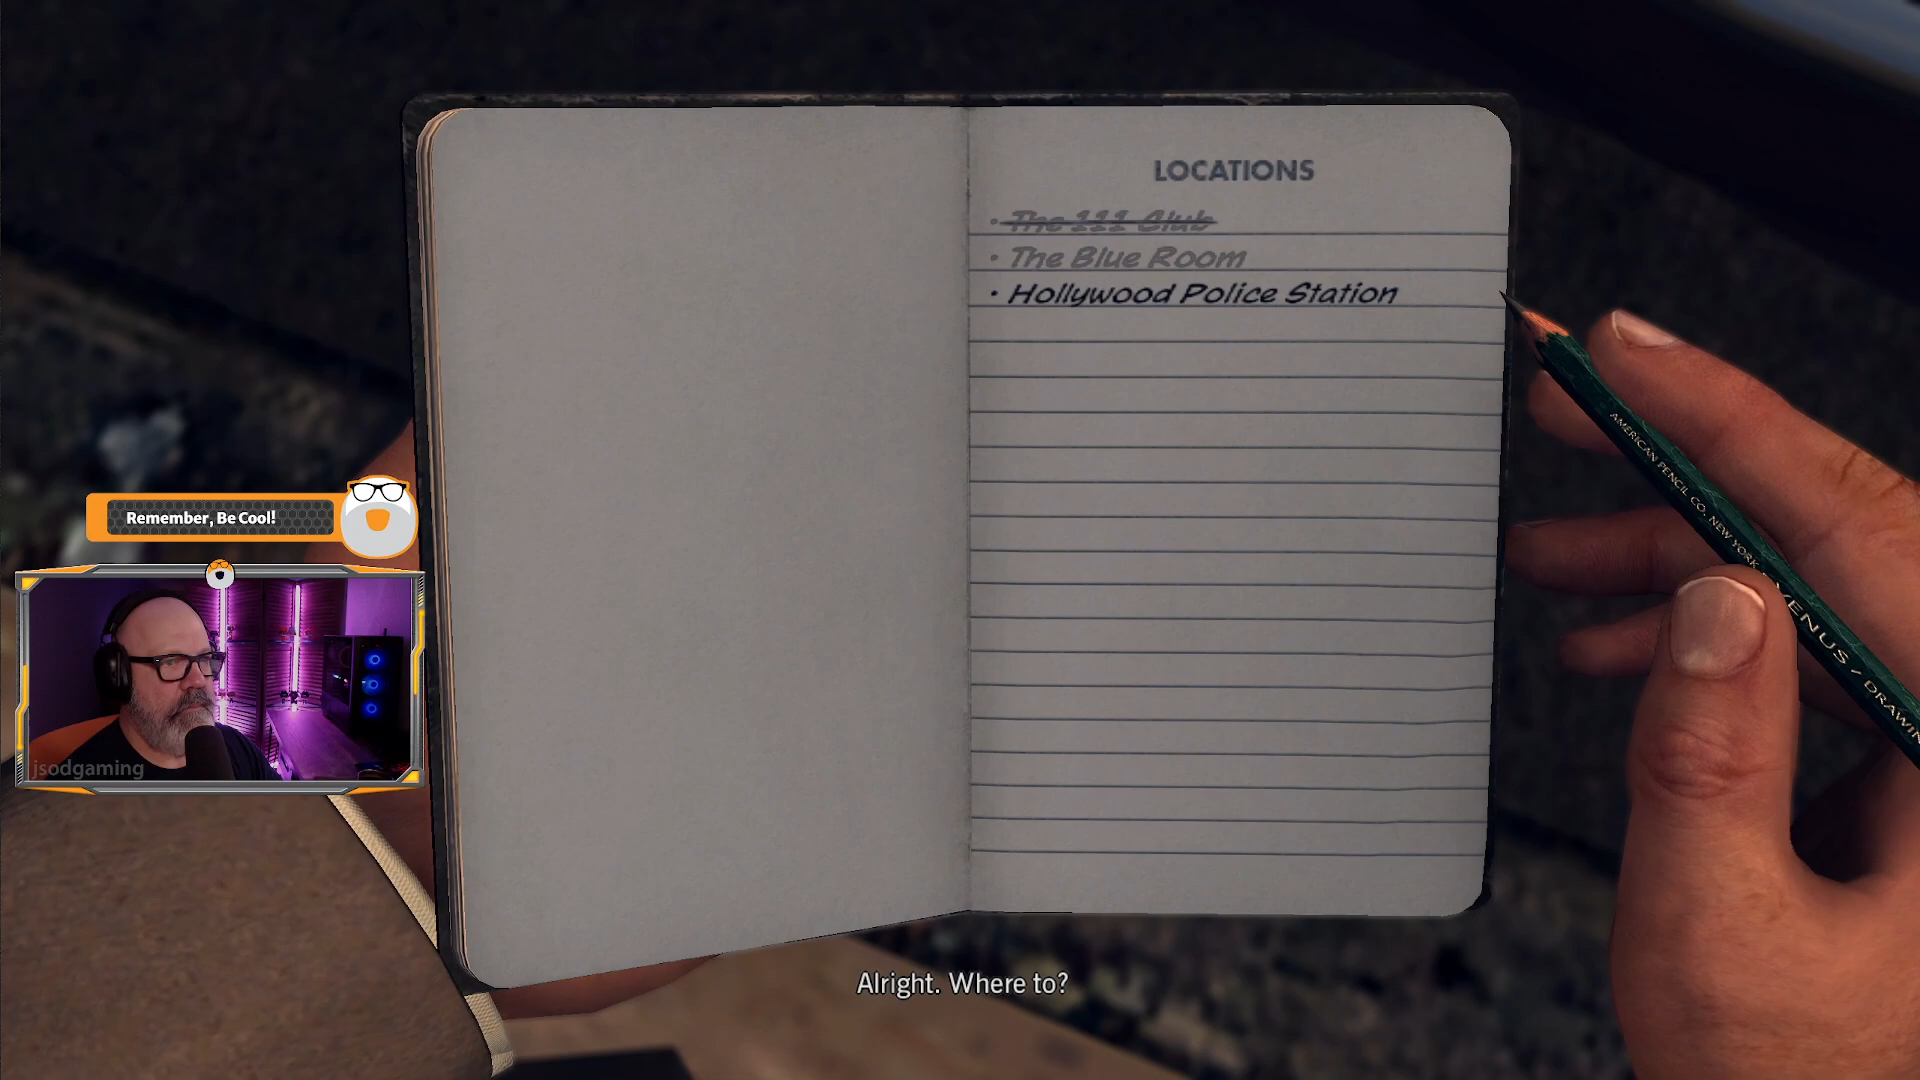 LOCATIONS
• The 111 Club
• The Blue Room
• Hollywood Police Station
AMERICAN PENCIL CO. NEW YORK
VENUS / DRAWIN
Remember, Be Cool!
jsodgaming
Alright. Where to?